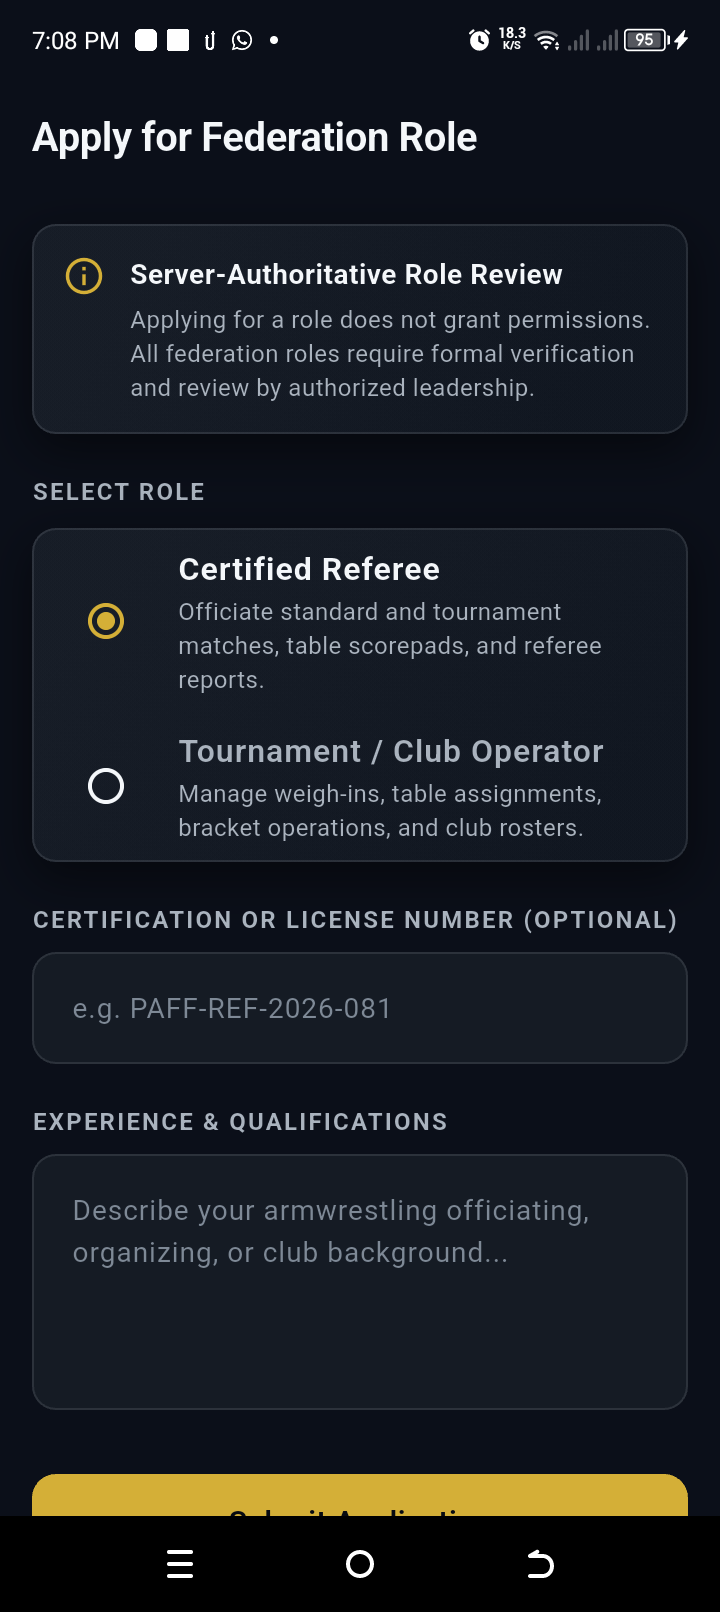 7:08 PM
18.3
K/S
95
Apply for Federation Role
Server-Authoritative Role Review
Applying for a role does not grant permissions.
All federation roles require formal verification
and review by authorized leadership.
SELECT ROLE
Certified Referee
Officiate standard and tournament
matches, table scorepads, and referee
reports.
Tournament / Club Operator
Manage weigh-ins, table assignments,
bracket operations, and club rosters.
CERTIFICATION OR LICENSE NUMBER (OPTIONAL)
e.g. PAFF-REF-2026-081
EXPERIENCE & QUALIFICATIONS
Describe your armwrestling officiating,
organizing, or club background...
Submit Application